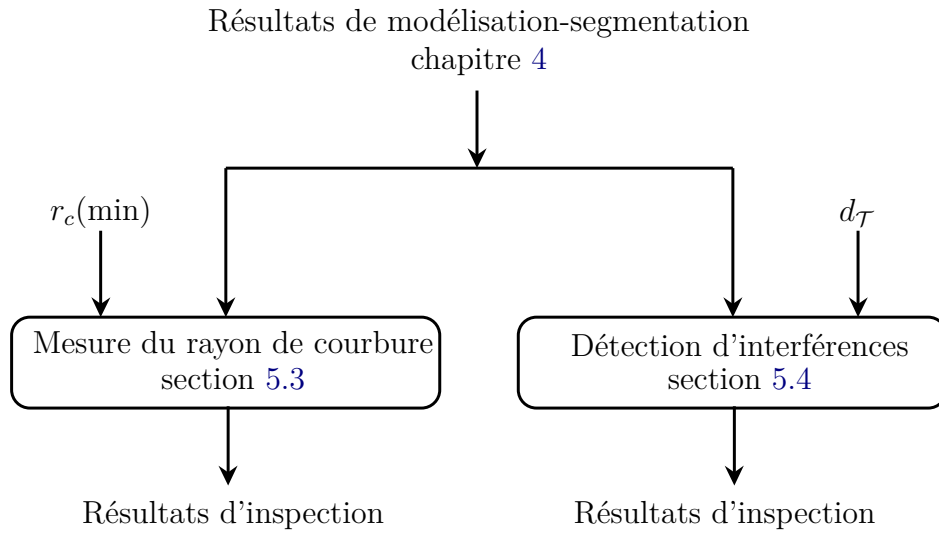 Résultats de modélisation-segmentation
chapitre 4
r_c(min)
d_𝒯
Mesure du rayon de courbure
section 5.3
Détection d'interférences
section 5.4
Résultats d'inspection
Résultats d'inspection